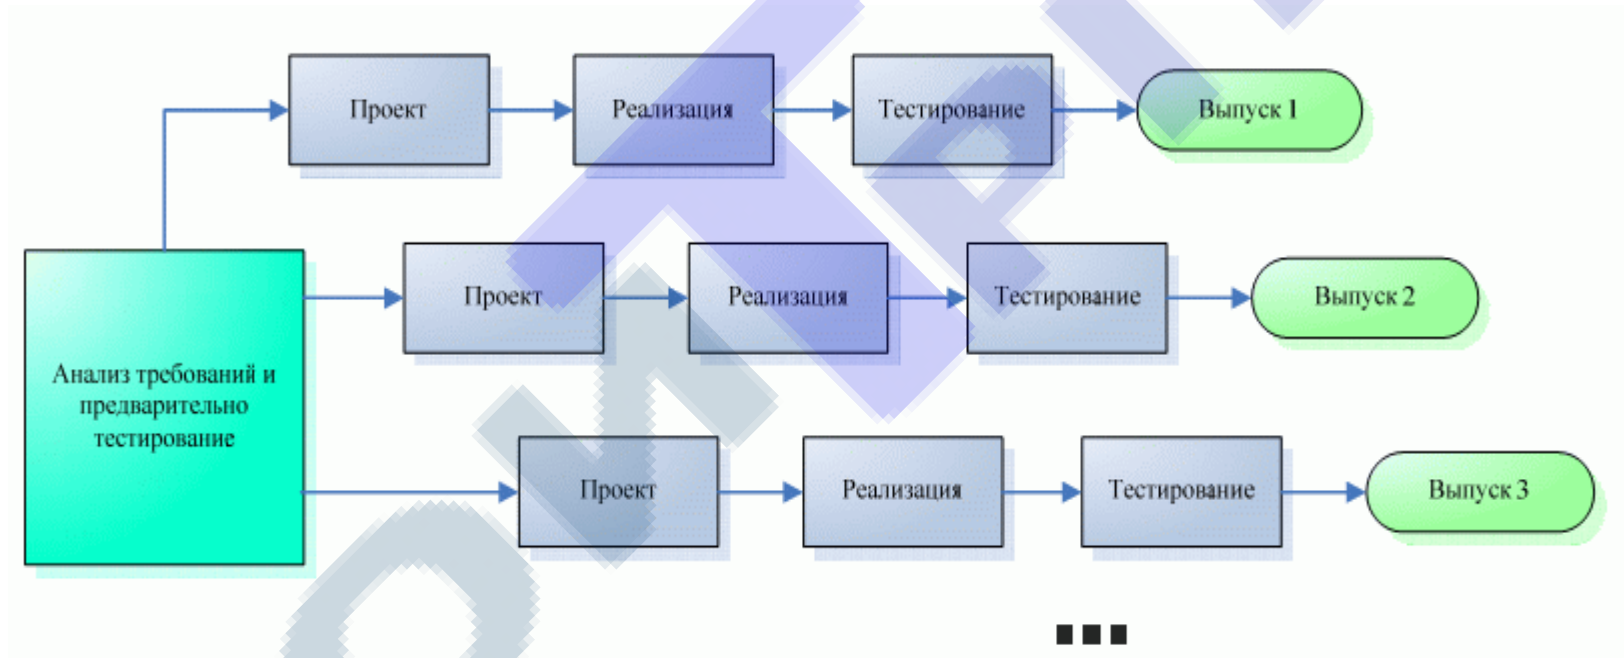 Проект
Реализация
Тестирование
Выпуск 1
Проект
Реализация
Тестирование
Выпуск 2
Анализ требований и
предварительно
тестирование
Проект
Реализация
Тестирование
Выпуск 3
...